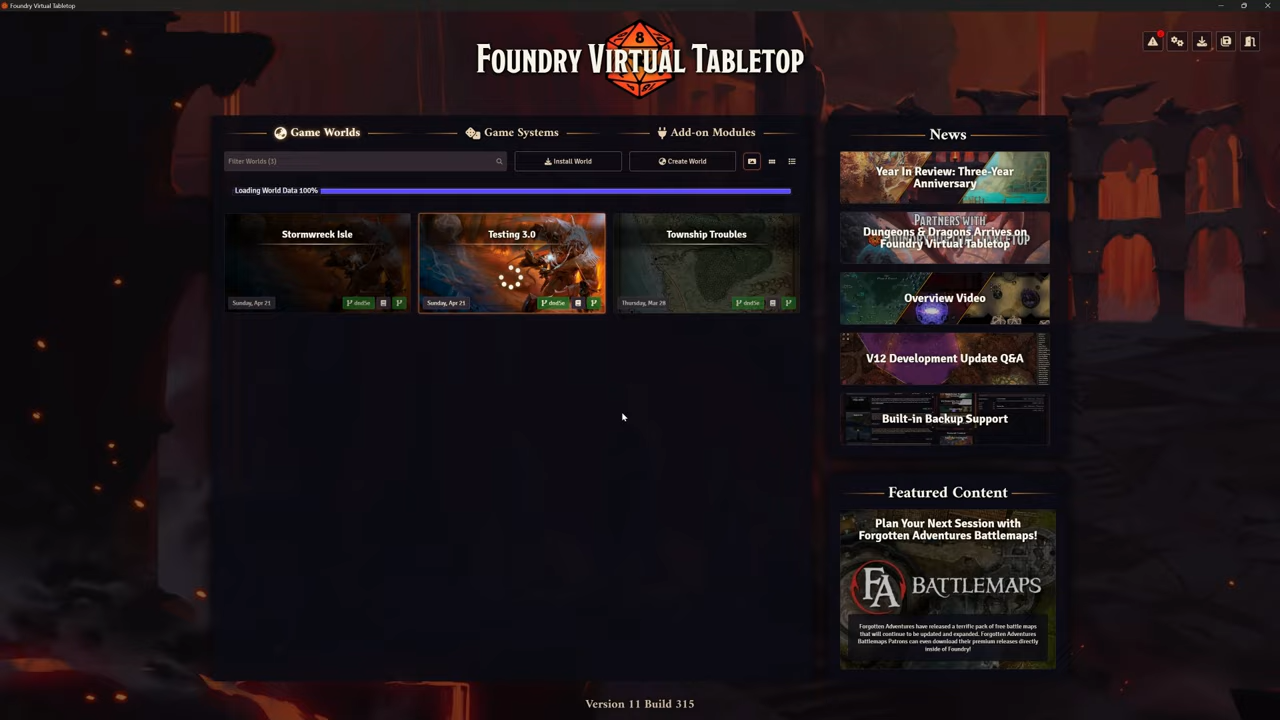 Foundry Virtual Tabletop
8
Foundry Virtual Tabletop
Game Worlds
Game Systems
Add-on Modules
Filter Worlds (3)
Install World
Create World
Loading World Data 100%
Stormwreck Isle
Sunday, Apr 21
dnd5e
Testing 3.0
Sunday, Apr 21
dnd5e
Township Troubles
Thursday, Mar 28
dnd5e
News
Year In Review: Three-Year
Anniversary
Partners with
Dungeons & Dragons Arrives on
Foundry Virtual Tabletop
Overview Video
V12 Development Update Q&A
Built-in Backup Support
Featured Content
Plan Your Next Session with
Forgotten Adventures Battlemaps!
FA BATTLEMAPS
Forgotten Adventures have released a terrific pack of free battle maps
that will continue to be updated and expanded. Forgotten Adventures
Battlemaps Patrons can even download their premium releases directly
inside of Foundry!
Version 11 Build 315